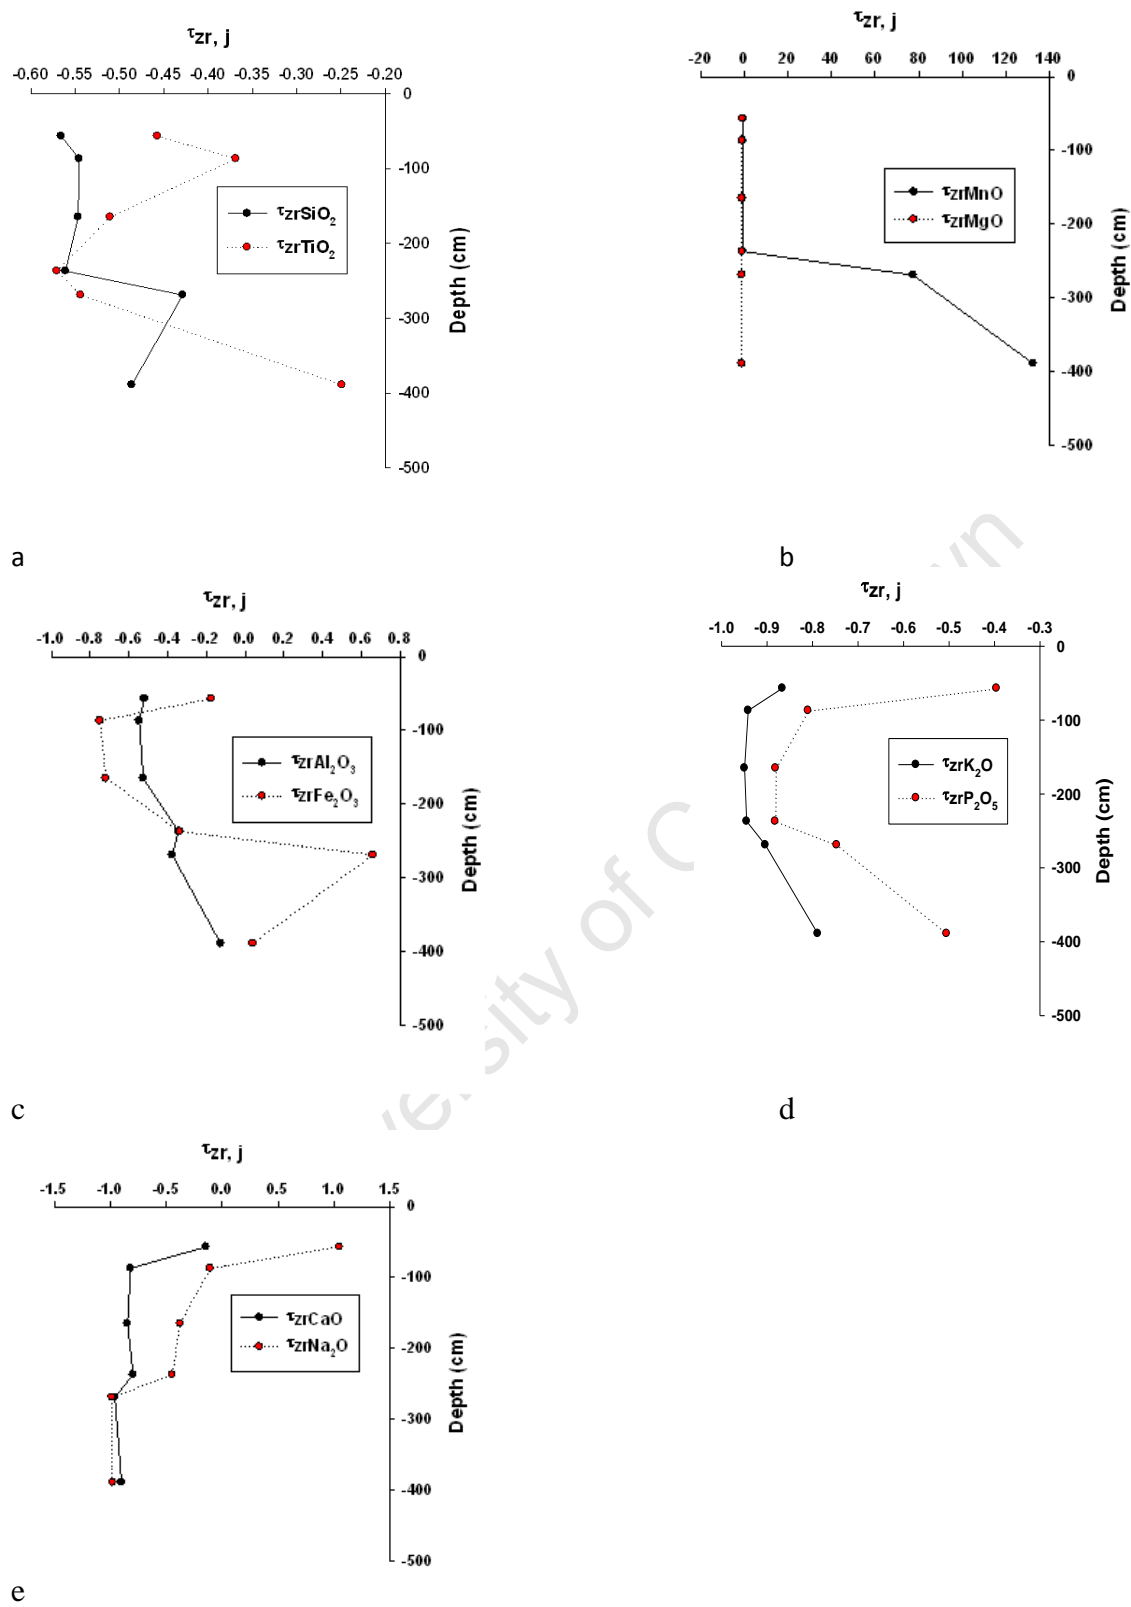 τzr, j
-0.60 -0.55 -0.50 -0.45 -0.40 -0.35 -0.30 -0.25 -0.20
0
-100
-200
-300
-400
-500
Depth (cm)
τzrSiO₂
τzrTiO₂
a
τzr, j
-20 0 20 40 60 80 100 120 140
0
-100
-200
-300
-400
-500
Depth (cm)
τzrMnO
τzrMgO
b
τzr, j
-1.0 -0.8 -0.6 -0.4 -0.2 0.0 0.2 0.4 0.6 0.8
0
-100
-200
-300
-400
-500
Depth (cm)
τzrAl₂O₃
τzrFe₂O₃
c
τzr, j
-1.0 -0.9 -0.8 -0.7 -0.6 -0.5 -0.4 -0.3
0
-100
-200
-300
-400
-500
Depth (cm)
τzrK₂O
τzrP₂O₅
d
τzr, j
-1.5 -1.0 -0.5 0.0 0.5 1.0 1.5
0
-100
-200
-300
-400
-500
Depth (cm)
τzrCaO
τzrNa₂O
e